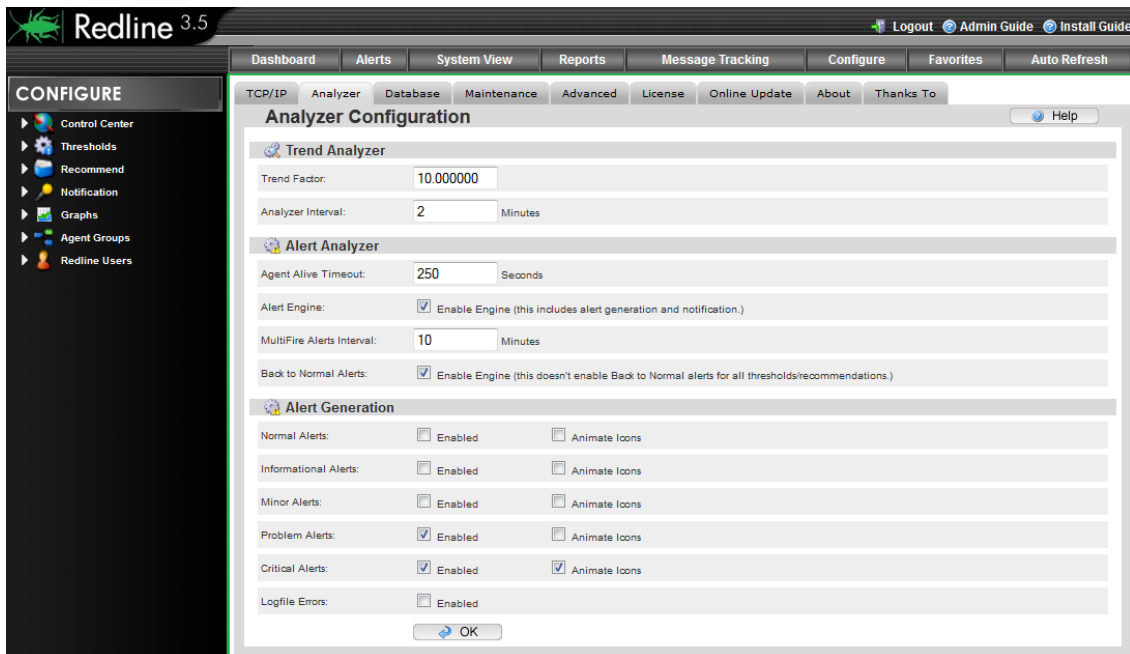 Redline 3.5
Logout Admin Guide Install Guide
Dashboard Alerts System View Reports Message Tracking Configure Favorites Auto Refresh
CONFIGURE
Control Center
Thresholds
Recommend
Notification
Graphs
Agent Groups
Redline Users
TCP/IP Analyzer Database Maintenance Advanced License Online Update About Thanks To
Analyzer Configuration Help
Trend Analyzer
Trend Factor: 10.000000
Analyzer Interval: 2 Minutes
Alert Analyzer
Agent Alive Timeout: 250 Seconds
Alert Engine: Enable Engine (this includes alert generation and notification.)
MultiFire Alerts Interval: 10 Minutes
Back to Normal Alerts: Enable Engine (this doesn't enable Back to Normal alerts for all thresholds/recommendations.)
Alert Generation
Normal Alerts: Enabled Animate Icons
Informational Alerts: Enabled Animate Icons
Minor Alerts: Enabled Animate Icons
Problem Alerts: Enabled Animate Icons
Critical Alerts: Enabled Animate Icons
Logfile Errors: Enabled
OK